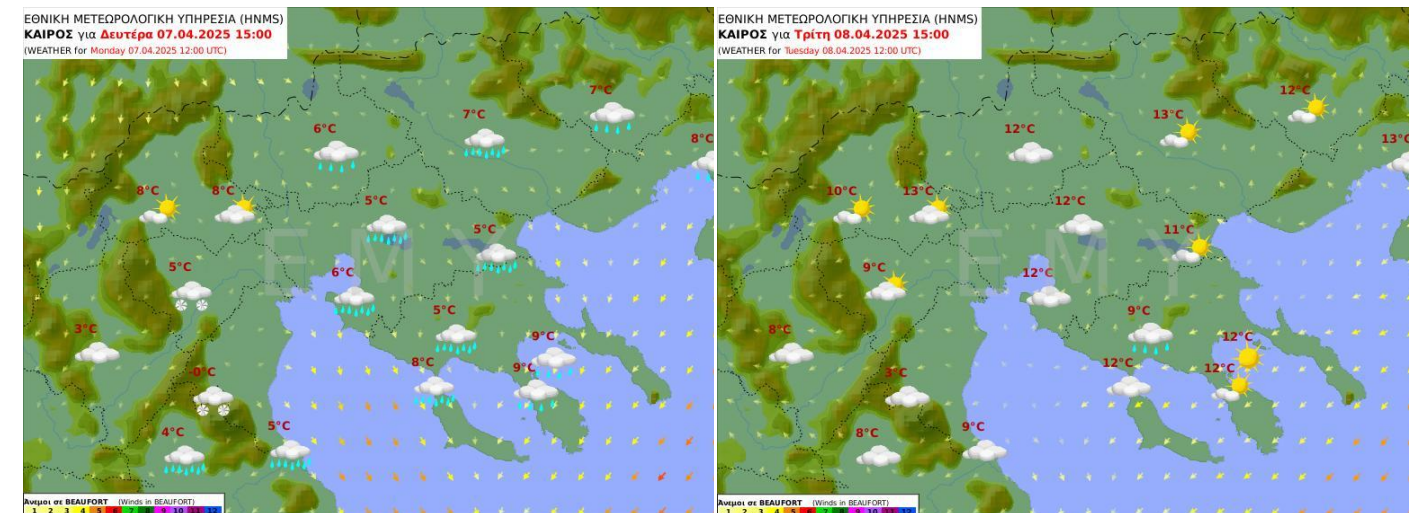 ΕΘΝΙΚΗ ΜΕΤΕΩΡΟΛΟΓΙΚΗ ΥΠΗΡΕΣΙΑ (HNMS)
ΚΑΙΡΟΣ για Δευτέρα 07.04.2025 15:00
(WEATHER for Monday 07.04.2025 12:00 UTC)
7°C
7°C
6°C
8°C
8°C
8°C
5°C
5°C
5°C
6°C
5°C
3°C
9°C
8°C
9°C
0°C
4°C
5°C
ΕΜΥ
Άνεμοι σε BEAUFORT (Winds in BEAUFORT)
1 2 3 4 5 6 7 8 9 10 11 12
ΕΘΝΙΚΗ ΜΕΤΕΩΡΟΛΟΓΙΚΗ ΥΠΗΡΕΣΙΑ (HNMS)
ΚΑΙΡΟΣ για Τρίτη 08.04.2025 15:00
(WEATHER for Tuesday 08.04.2025 12:00 UTC)
12°C
13°C
12°C
13°C
10°C
13°C
12°C
11°C
9°C
12°C
9°C
8°C
12°C
12°C
12°C
3°C
8°C
9°C
ΕΜΥ
Άνεμοι σε BEAUFORT (Winds in BEAUFORT)
1 2 3 4 5 6 7 8 9 10 11 12